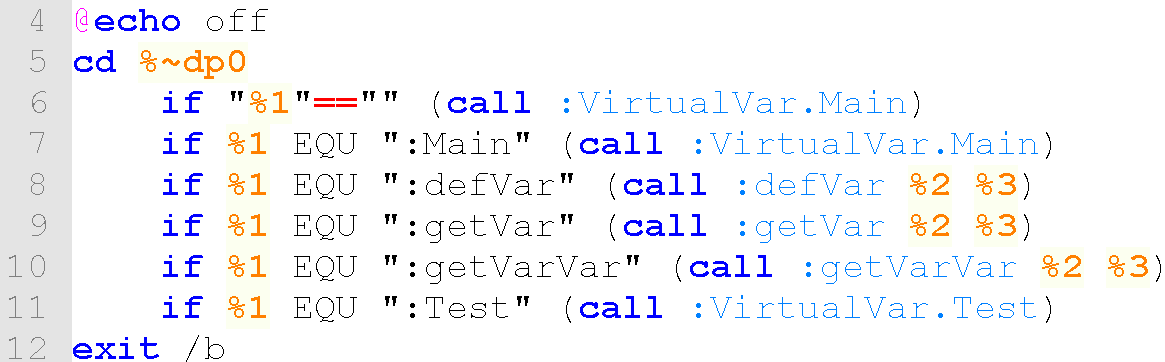 4 @echo off
5 cd %~dp0
6     if "%1"=="" (call :VirtualVar.Main)
7     if %1 EQU ":Main" (call :VirtualVar.Main)
8     if %1 EQU ":defVar" (call :defVar %2 %3)
9     if %1 EQU ":getVar" (call :getVar %2 %3)
10     if %1 EQU ":getVarVar" (call :getVarVar %2 %3)
11     if %1 EQU ":Test" (call :VirtualVar.Test)
12 exit /b